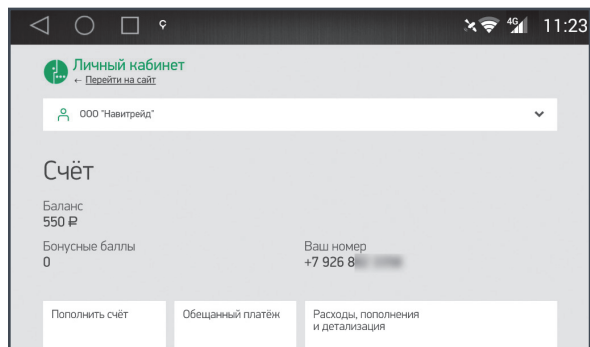 4G 11:23
Личный кабинет
← Перейти на сайт
ООО "Навитрейд"
Счёт
Баланс
550 ₽
Бонусные баллы
0
Ваш номер
+7 926 8
Пополнить счёт
Обещанный платёж
Расходы, пополнения
и детализация